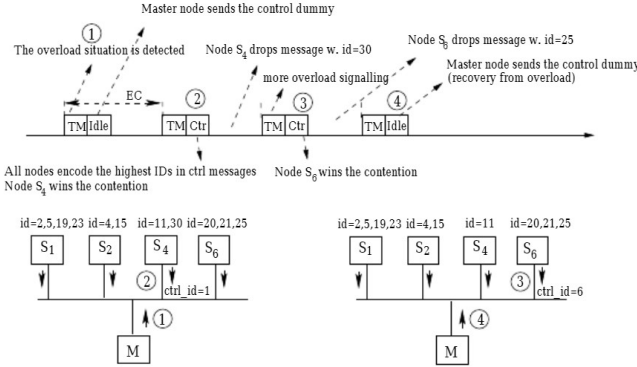 Master node sends the control dummy
1
The overload situation is detected
Node S4 drops message w. id=30
Node S6 drops message w. id=25
Master node sends the control dummy
(recovery from overload)
more overload signalling
EC
2
3
4
TM Idle
TM Ctr
TM Ctr
TM Idle
All nodes encode the highest IDs in ctrl messages
Node S4 wins the contention
Node S6 wins the contention
id=2,5,19,23 id=4,15 id=11,30 id=20,21,25
S1 S2 S4 S6
2
ctrl_id=1
1
M
id=2,5,19,23 id=4,15 id=11 id=20,21,25
S1 S2 S4 S6
3
ctrl_id=6
4
M